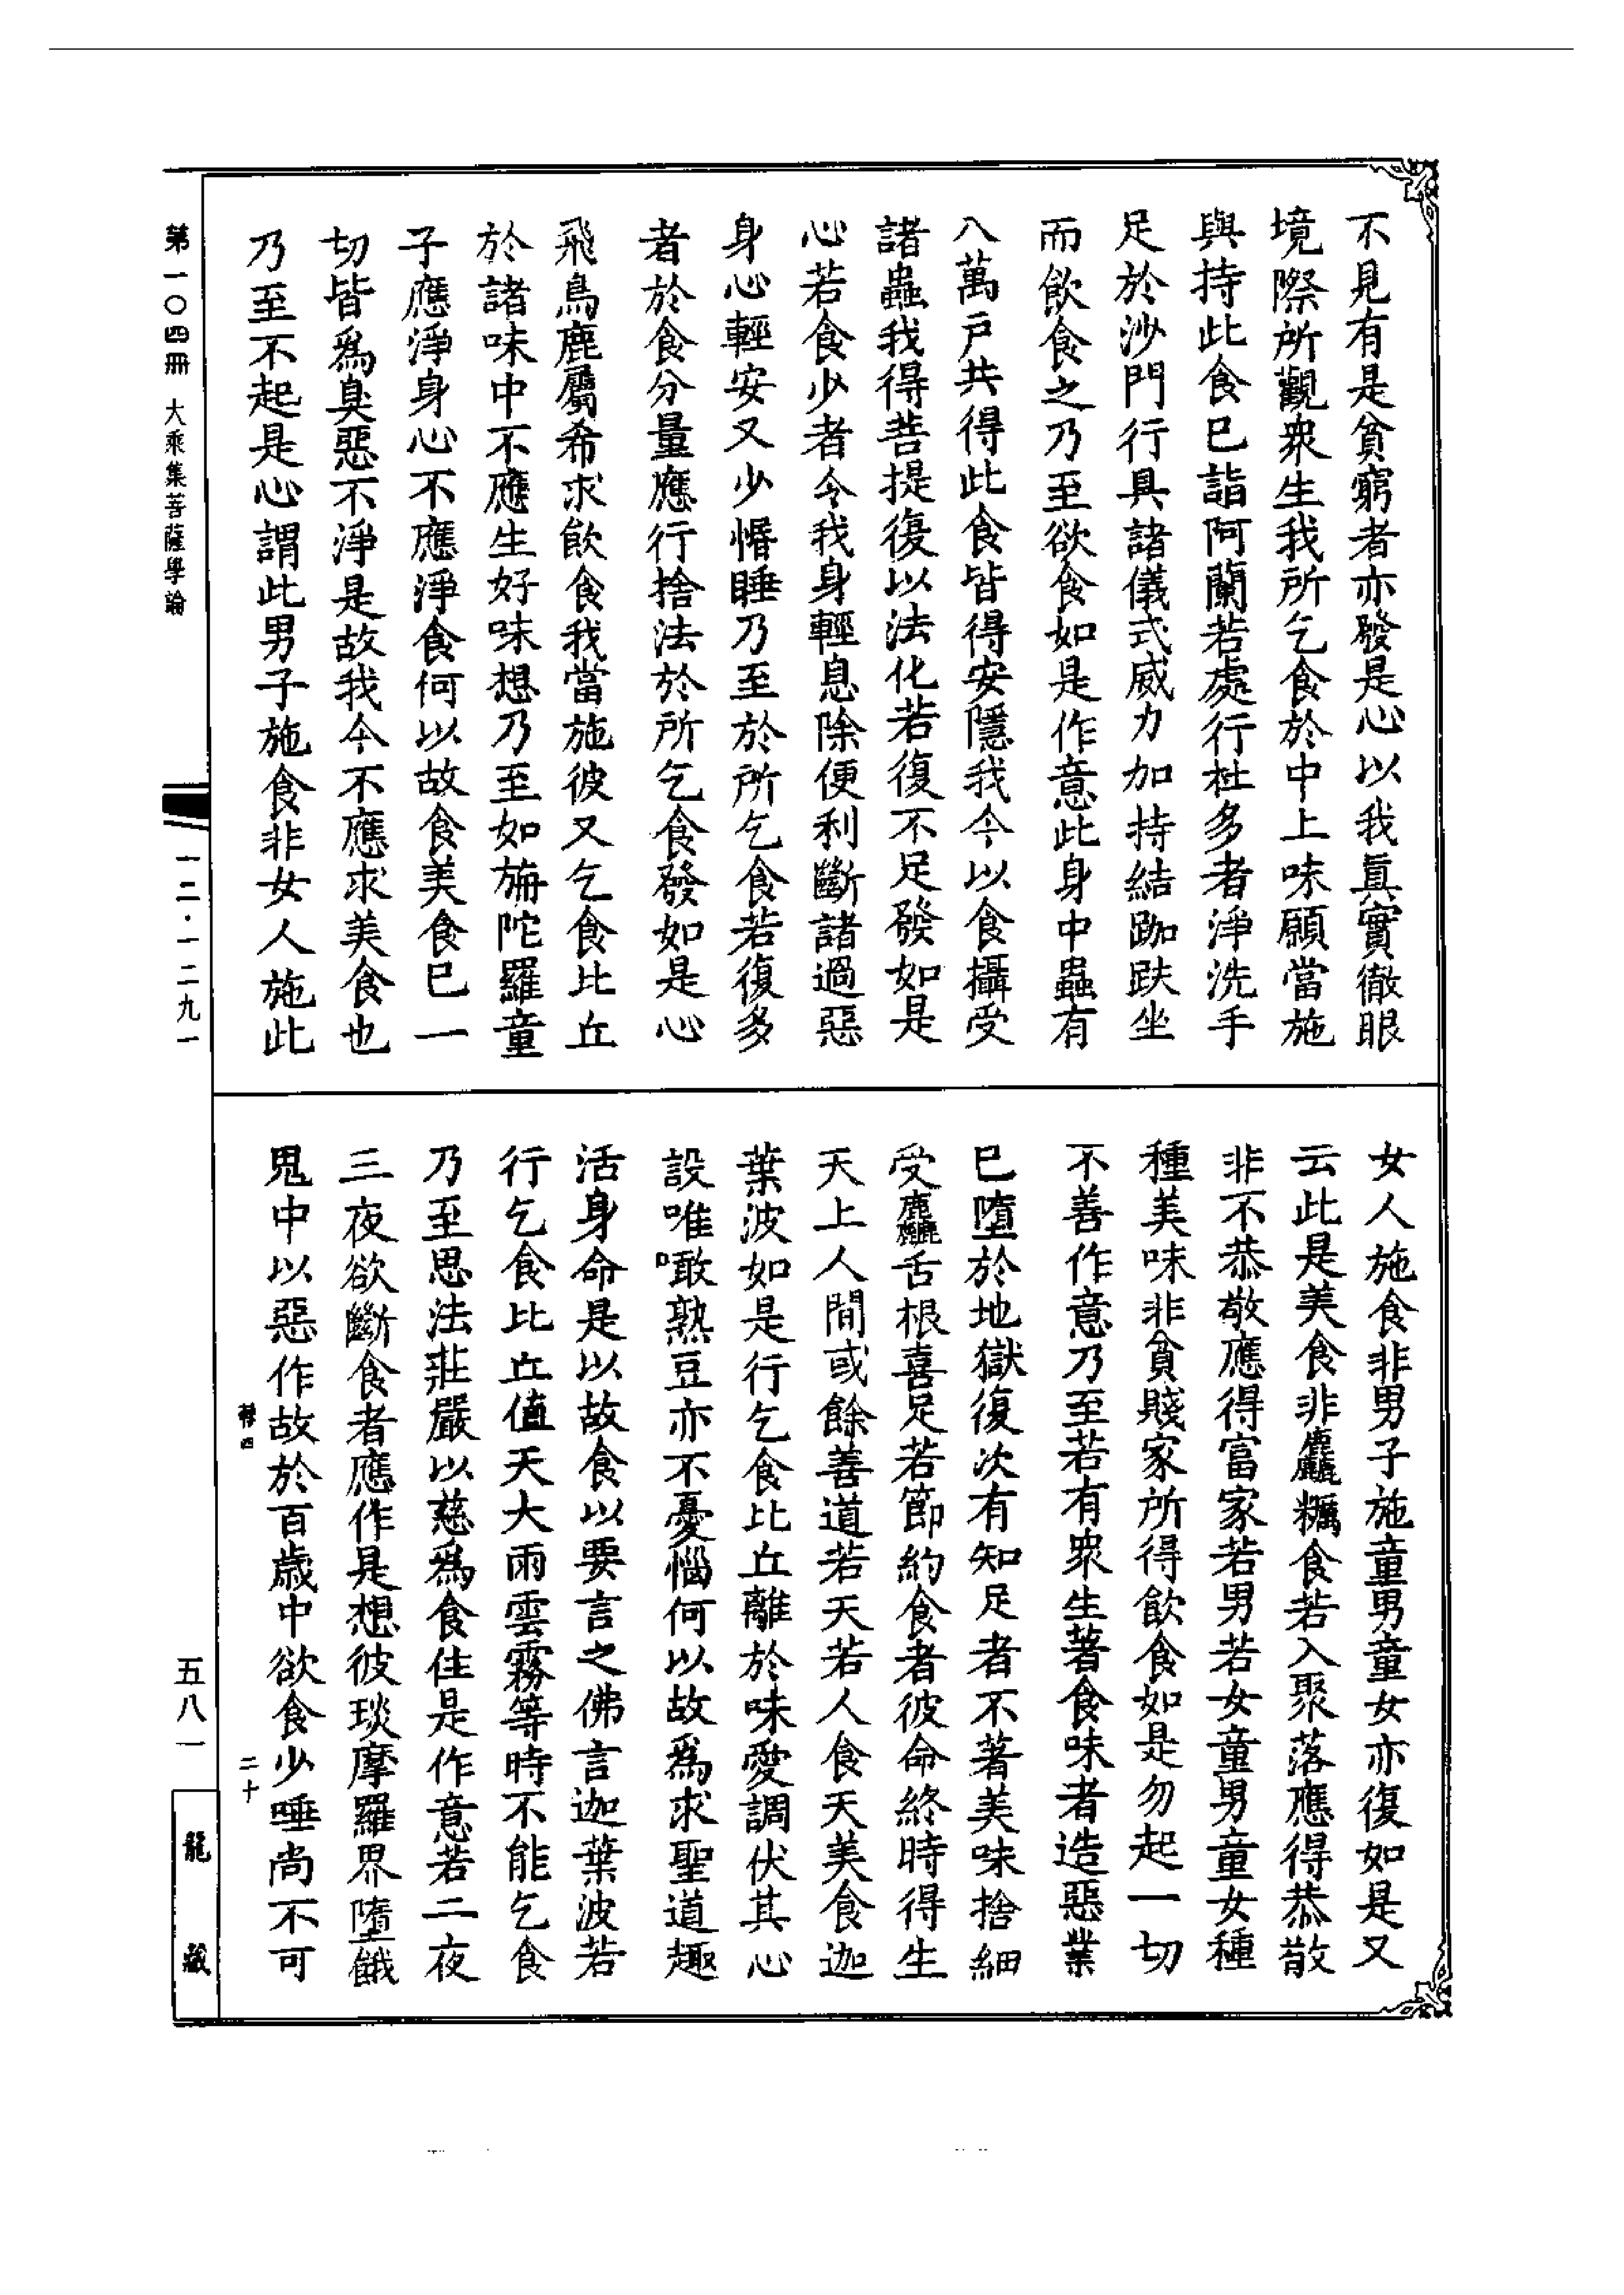 不見有是貧窮者亦發是心以我真實徹眼
境際所觀衆生我所乞食於中上味願當施
與持此食已詣阿蘭若處行杜多者淨洗手
足於沙門行具諸儀式威力加持結跏趺坐
而飲食之乃至欲食如是作意此身中蟲有
八萬戶共得此食皆得安隱我今以食攝受
諸蟲我得菩提復以法化若復不足發如是
心若食少者令我身輕息除便利斷諸過惡
身心輕安又少惛睡乃至於所乞食若復多
者於食分量應行捨法於所乞食發如是心
飛鳥鹿屬希求飲食我當施彼又乞食比丘
於諸味中不應生好味想乃至如旃陀羅童
子應淨身心不應淨食何以故食美食已一
切皆爲臭惡不淨是故我今不應求美食也
乃至不起是心謂此男子施食非女人施此
女人施食非男子施童男童女亦復如是又
云此是美食非麤糲食若入聚落應得恭敬
非不恭敬應得富家若男若女童男童女種
種美味非貧賤家所得飲食如是勿起一切
不善作意乃至若有衆生著食味者造惡業
已墮於地獄復次有知足者不著美味捨細
受麤舌根喜足若節約食者彼命終時得生
天上人間或餘善道若天若人食天美食迦
葉波如是行乞食比丘離於味愛調伏其心
設唯噉熟豆亦不憂惱何以故爲求聖道趣
活身命是以故食以要言之佛言迦葉波若
行乞食比丘值天大雨雲霧等時不能乞食
乃至思法莊嚴以慈爲食住是作意若二夜
三夜欲斷食者應作是想彼琰摩羅界墮餓
鬼中以惡作故於百歲中欲食少唾尚不可
第一〇四冊 大乘集菩薩學論
一二·一二九一
五八一
二十
龍藏